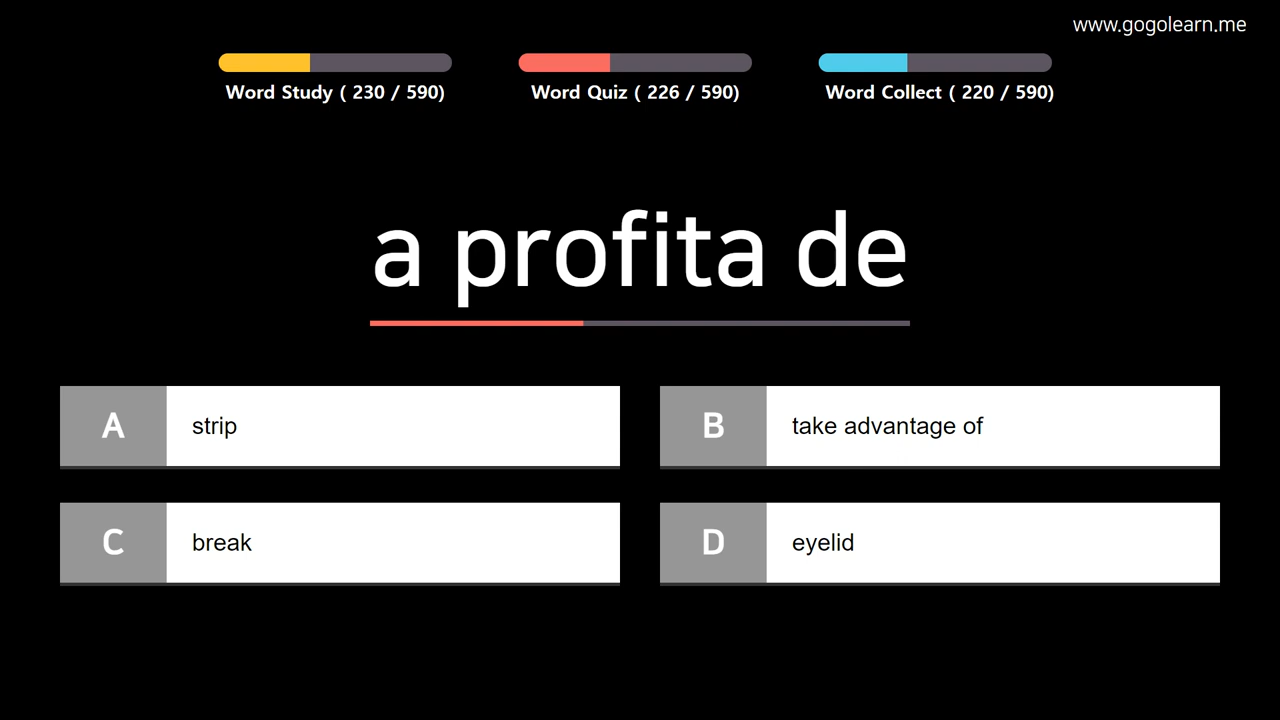 www.gogolearn.me
Word Study ( 230 / 590)
Word Quiz ( 226 / 590)
Word Collect ( 220 / 590)
a profita de
A strip
B take advantage of
C break
D eyelid